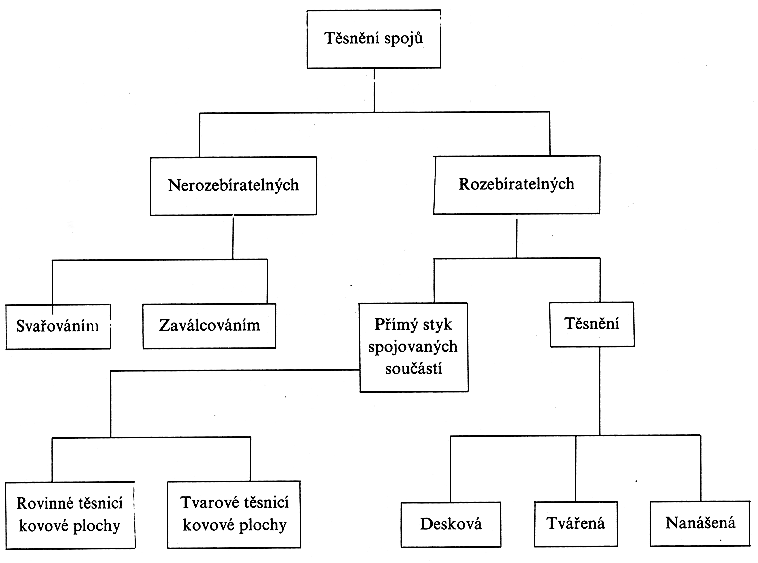 Těsnění spojů
Nerozebíratelných
Rozebíratelných
Svařováním
Zaválcováním
Přímý styk
spojovaných
součástí
Těsnění
Rovinné těsnicí
kovové plochy
Tvarové těsnicí
kovové plochy
Desková
Tvářená
Nanášená